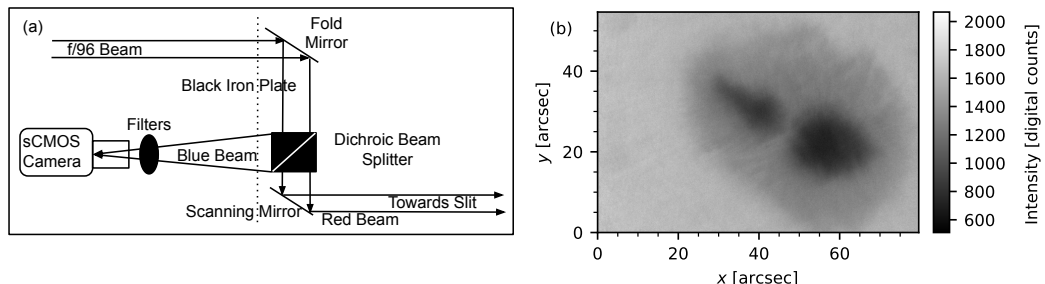 (a)
Fold
Mirror
f/96 Beam
Black Iron Plate
Filters
sCMOS
Camera
Blue Beam
Dichroic Beam
Splitter
Scanning Mirror
Towards Slit
Red Beam
(b)
40
20
0
y [arcsec]
0 20 40 60
x [arcsec]
2000
1800
1600
1400
1200
1000
800
600
Intensity [digital counts]